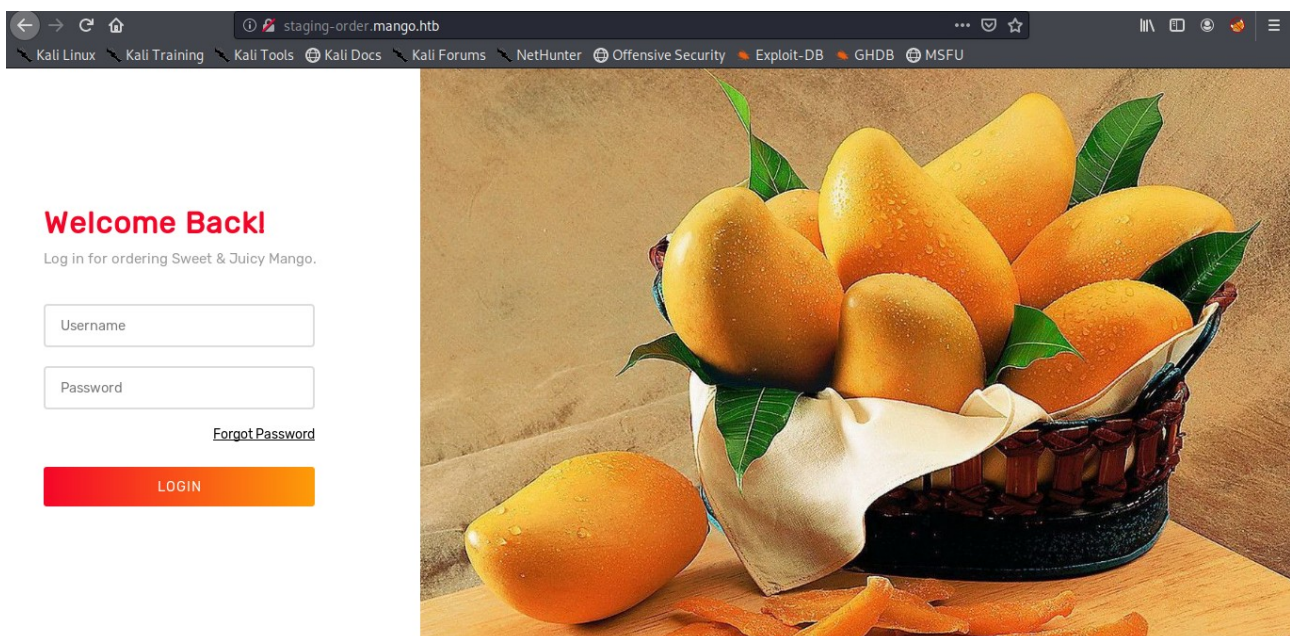 staging-order.mango.htb
Kali Linux Kali Training Kali Tools Kali Docs Kali Forums NetHunter Offensive Security Exploit-DB GHDB MSFU
Welcome Back!
Log in for ordering Sweet & Juicy Mango.
Username
Password
Forgot Password
LOGIN